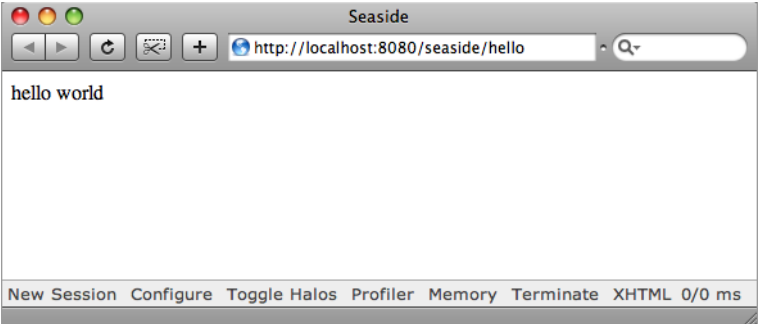 Seaside
http://localhost:8080/seaside/hello
hello world
New Session Configure Toggle Halos Profiler Memory Terminate XHTML 0/0 ms